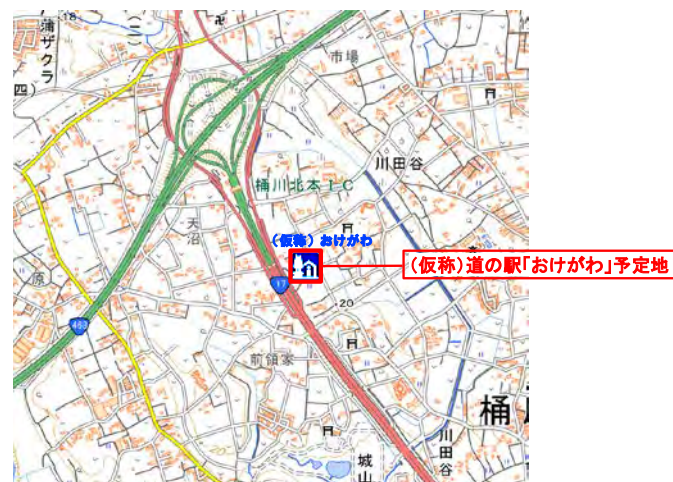 蒲ザクラ
(二)
市場
四)
18
川田谷
桶川北本IC
天沼
(仮称) おけがわ
(仮称)道の駅「おけがわ」予定地
原
17
20
468
前領家
桶
川田谷
城山